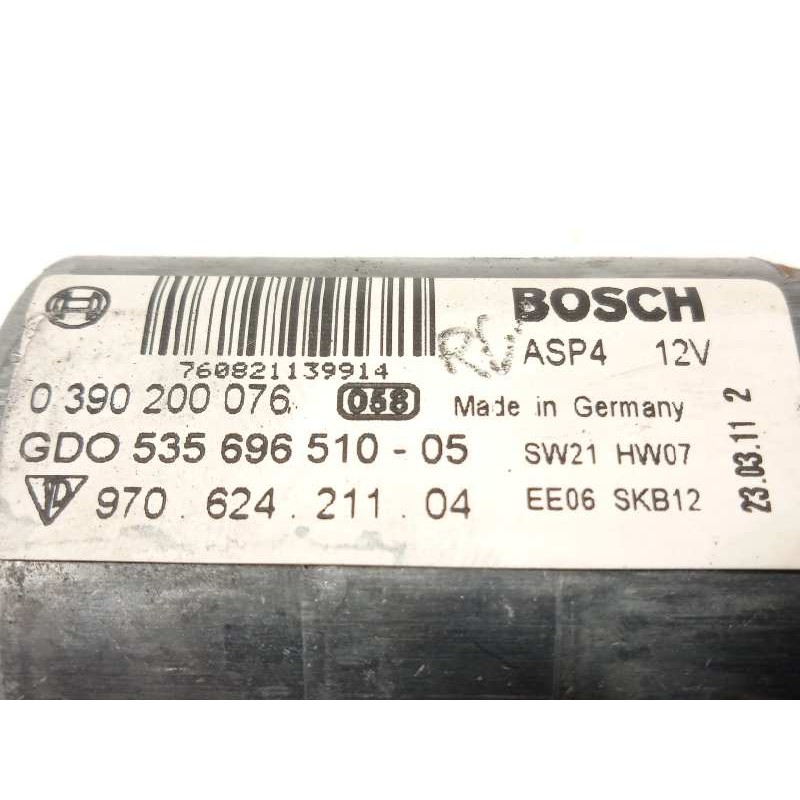 BOSCH
760821139914
ASP4 12V
0 390 200 076 058 Made in Germany
GDO 535 696 510 - 05 SW21 HW07
970 . 624 . 211 . 04 EE06 SKB12
23.03.11 2